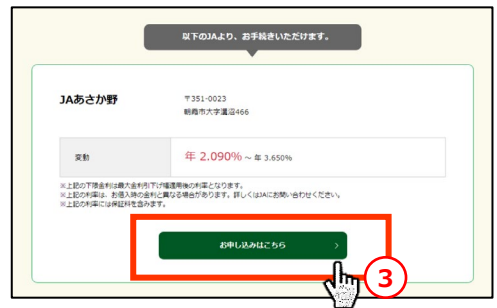 以下のJAより、お手続きいただけます。
JAあさか野
〒351-0023
朝霞市大字溝沼466
変動
年 2.090% ~ 年 3.650%
※上記の下限金利は最大金利引下げ幅適用後の利率となります。
※上記の利率は、お借入時の金利と異なる場合があります。詳しくはJAにお問い合わせください。
※上記の利率には保証料を含みます。
お申し込みはこちら
③